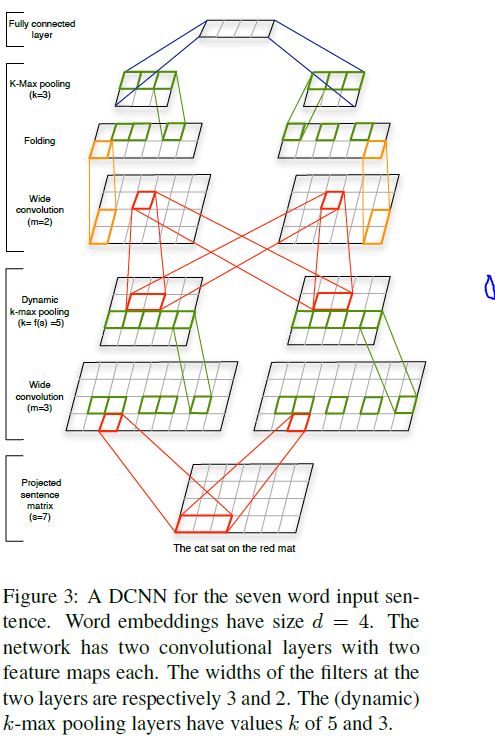 Fully connected
layer
K-Max pooling
(k=3)
Folding
Wide
convolution
(m=2)
Dynamic
k-max pooling
(k= f(s) =5)
Wide
convolution
(m=3)
Projected
sentence
matrix
(s=7)
The cat sat on the red mat
Figure 3: A DCNN for the seven word input sen-
tence. Word embeddings have size d = 4. The
network has two convolutional layers with two
feature maps each. The widths of the filters at the
two layers are respectively 3 and 2. The (dynamic)
k-max pooling layers have values k of 5 and 3.